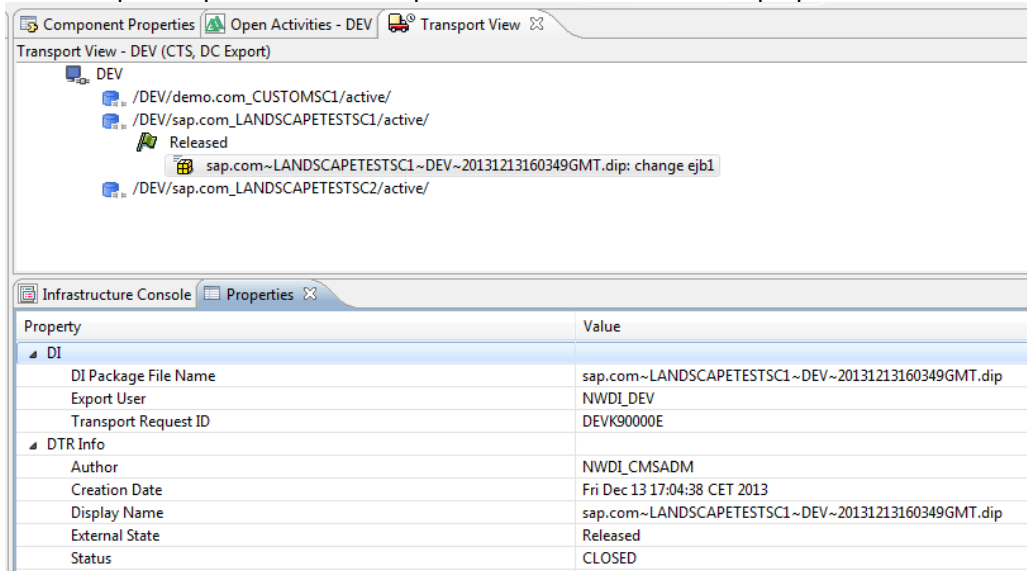 Component Properties Open Activities - DEV Transport View
Transport View - DEV (CTS, DC Export)
DEV
/DEV/demo.com_CUSTOMSC1/active/
/DEV/sap.com_LANDSCAPETESTSC1/active/
Released
sap.com~LANDSCAPETESTSC1~DEV~20131213160349GMT.dip: change ejb1
/DEV/sap.com_LANDSCAPETESTSC2/active/
Infrastructure Console Properties
Property Value
DI
DI Package File Name sap.com~LANDSCAPETESTSC1~DEV~20131213160349GMT.dip
Export User NWDI_DEV
Transport Request ID DEVK90000E
DTR Info
Author NWDI_CMSADM
Creation Date Fri Dec 13 17:04:38 CET 2013
Display Name sap.com~LANDSCAPETESTSC1~DEV~20131213160349GMT.dip
External State Released
Status CLOSED